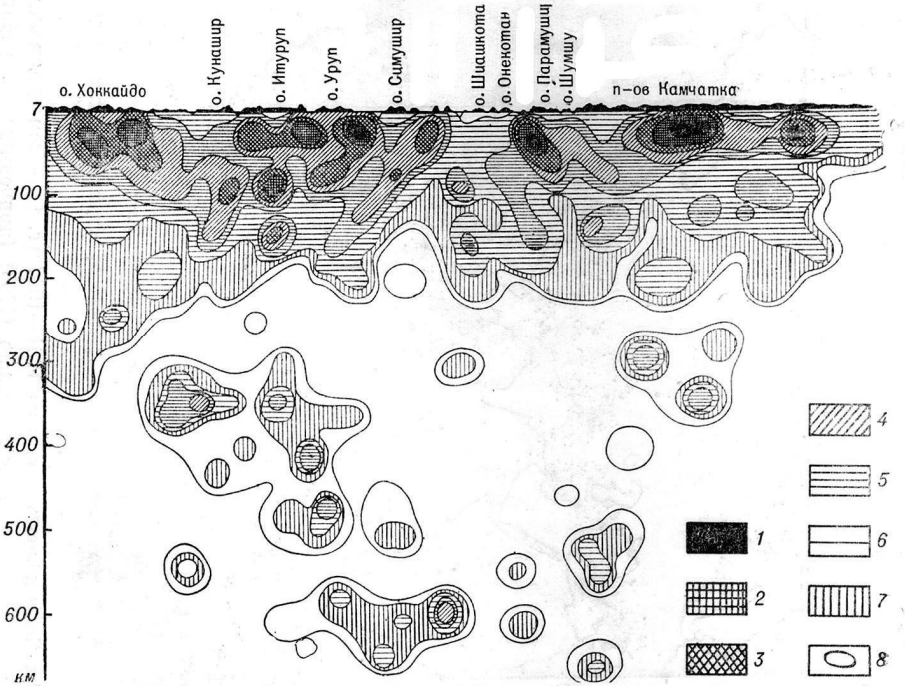 о. Хоккайдо
о. Кунашир
о. Итуруп
о. Уруп
о. Симушир
о. Шиашкота
о. Онекотан
о. Парамушир
о. Шумшу
п-ов Камчатка
7
100
200
300
400
500
600
км
1
2
3
4
5
6
7
8